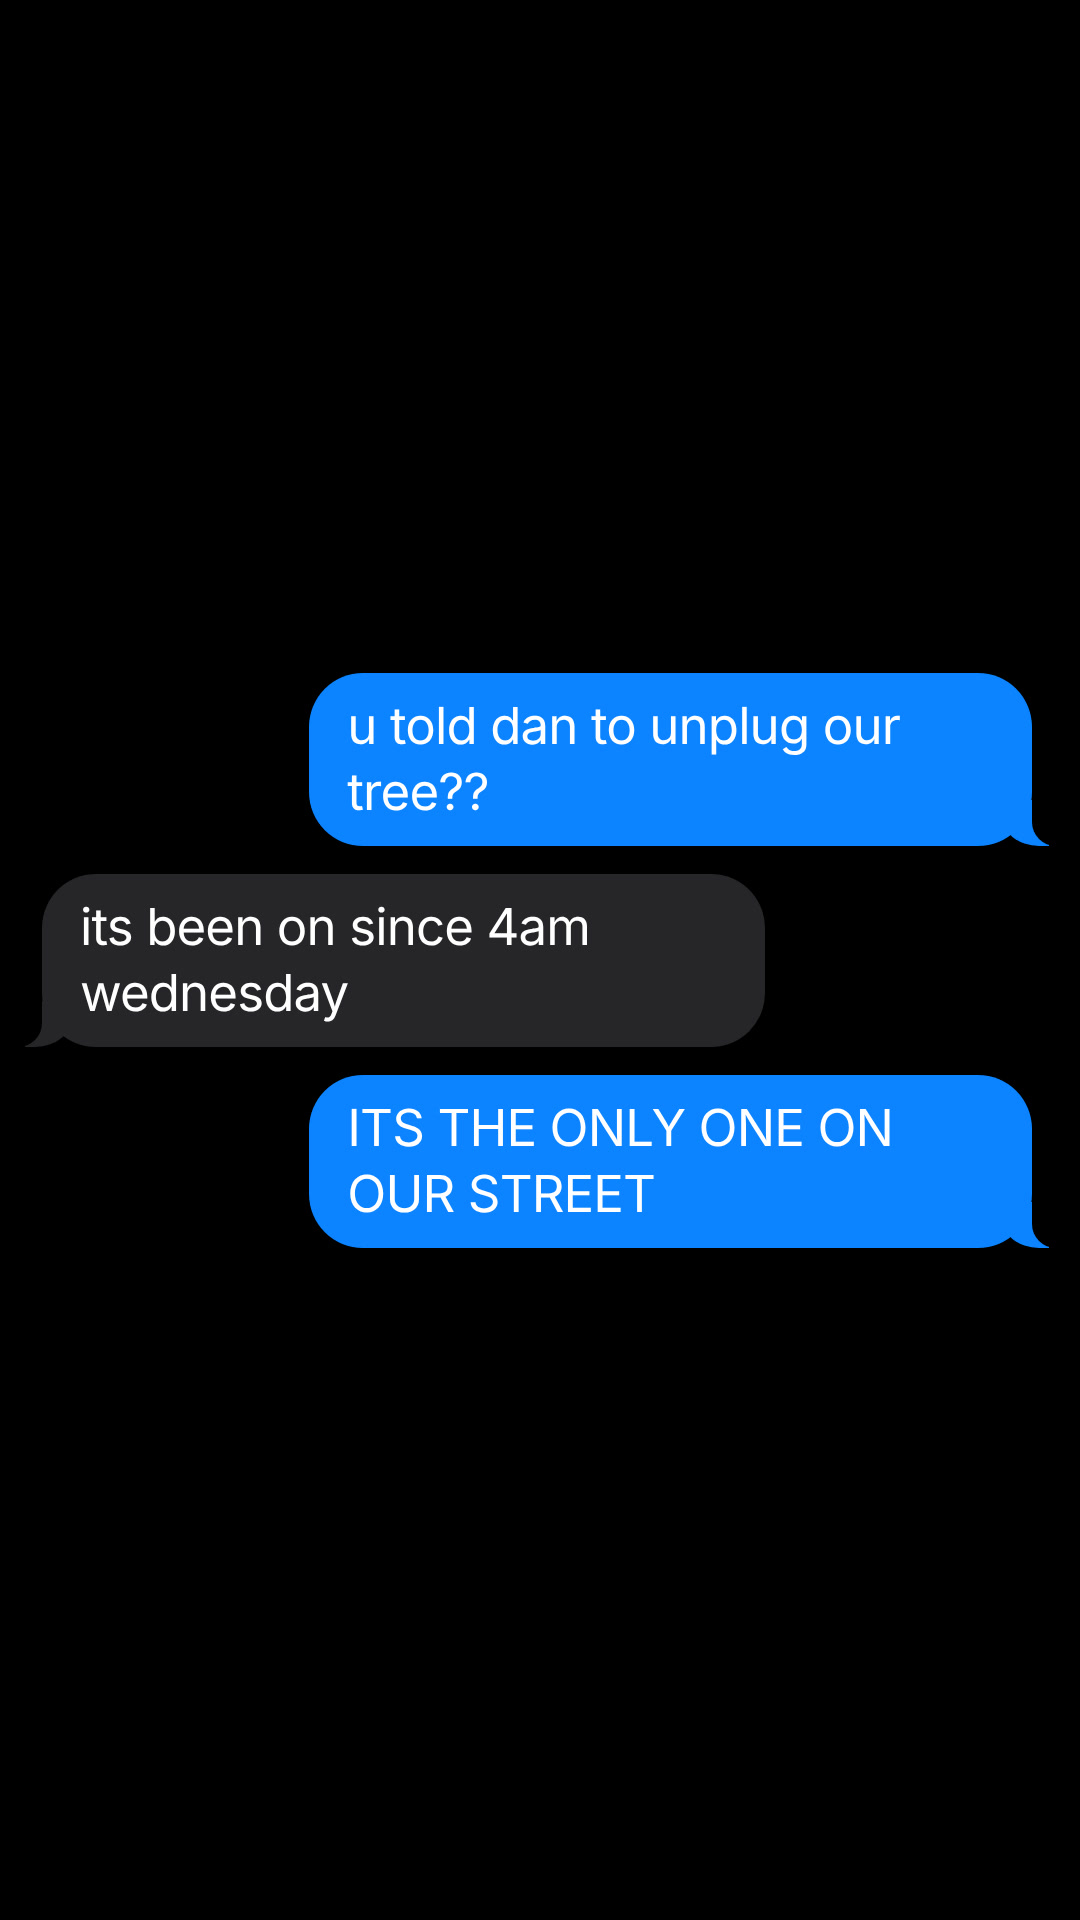 u told dan to unplug our
tree??
its been on since 4am
wednesday
ITS THE ONLY ONE ON
OUR STREET